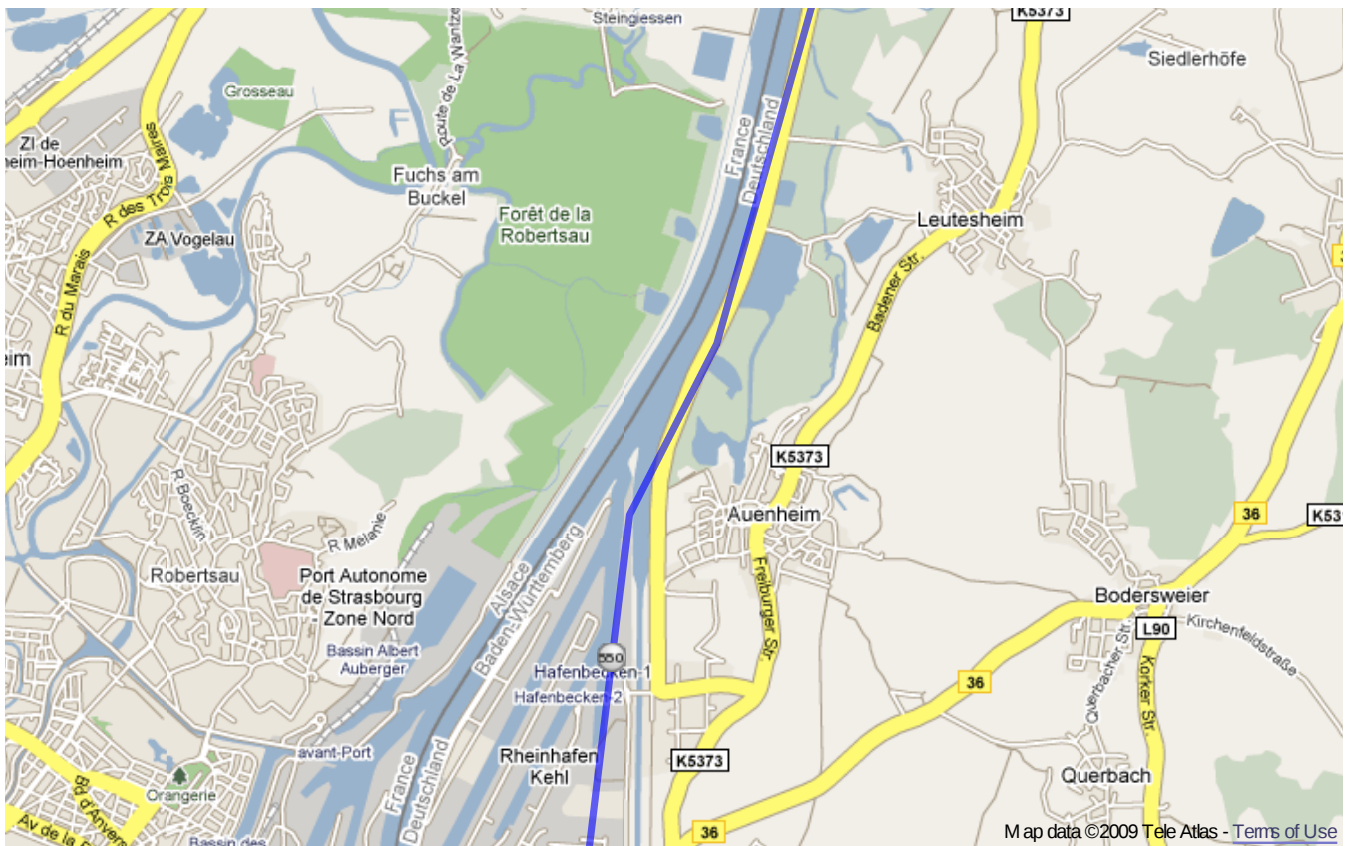 K5373
Steingiessen
Siedlerhöfe
Route de La Wantze
Grosseau
France
Deutschland
ZI de
heim-Hoenheim
R des Trois Maires
Fuchs am
Buckel
Forêt de la
Robertsau
Leutesheim
ZA Vogelau
R du Marais
Badener Str.
eim
K5373
R Boecklin
Auenheim
36
K53
R Melanie
Robertsau
Port Autonome
de Strasbourg
- Zone Nord
Alsace
Baden-Württemberg
Freiburger Str.
Bodersweier
L90
Kirchenfeldstraße
Bassin Albert
Auberger
550
Hafenbecken-1
Hafenbecken-2
36
Querbacher Str.
Korker Str.
avant-Port
Rheinhafen
Kehl
K5373
Querbach
France
Deutschland
Orangerie
Bd d'Anvers
Av de la
Bassin des
36
Map data ©2009 Tele Atlas - Terms of Use